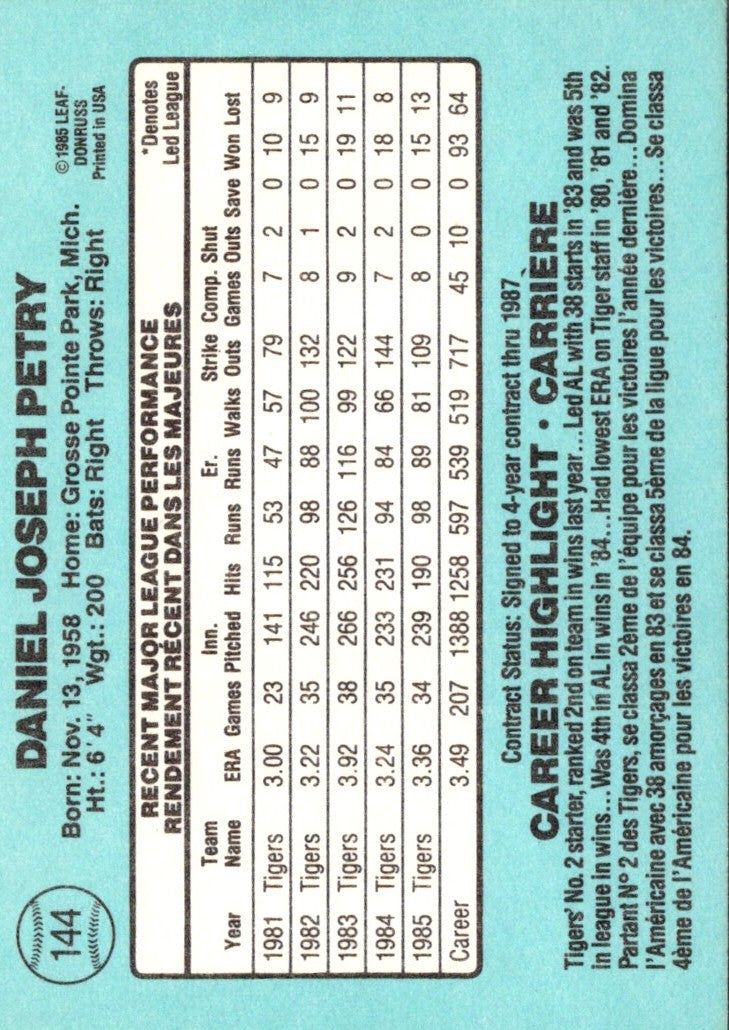 144
DANIEL JOSEPH PETRY
Born: Nov. 13, 1958 Home: Grosse Pointe Park, Mich.
Ht.: 6'4" Wgt.: 200 Bats: Right Throws: Right
© 1985 LEAF-
DONRUSS
Printed in USA
RECENT MAJOR LEAGUE PERFORMANCE
RENDEMENT RÉCENT DANS LES MAJEURES
*Denotes
Led League
Team Inn. Er. Strike Comp. Shut
Year Name ERA Games Pitched Hits Runs Runs Walks Outs Games Outs Save Won Lost
1981 Tigers 3.00 23 141 115 53 47 57 79 7 2 0 10 9
1982 Tigers 3.22 35 246 220 98 88 100 132 8 1 0 15 9
1983 Tigers 3.92 38 266 256 126 116 99 122 9 2 0 19 11
1984 Tigers 3.24 35 233 231 94 84 66 144 7 2 0 18 8
1985 Tigers 3.36 34 239 190 98 89 81 109 8 0 0 15 13
Career 3.49 207 1388 1258 597 539 519 717 45 10 0 93 64
Contract Status: Signed to 4-year contract thru 1987
CAREER HIGHLIGHT · CARRIÈRE
Tigers' No. 2 starter, ranked 2nd on team in wins last year...Led AL with 38 starts in '83 and was 5th
in league in wins...Was 4th in AL in wins in '84...Had lowest ERA on Tiger staff in '80, '81 and '82.
Partant N° 2 des Tigers, se classa 2ème de l'équipe pour les victoires l'année dernière...Domina
l'Américaine avec 38 amorçages en 83 et se classa 5ème de la ligue pour les victoires...Se classa
4ème de l'Américaine pour les victoires en 84.